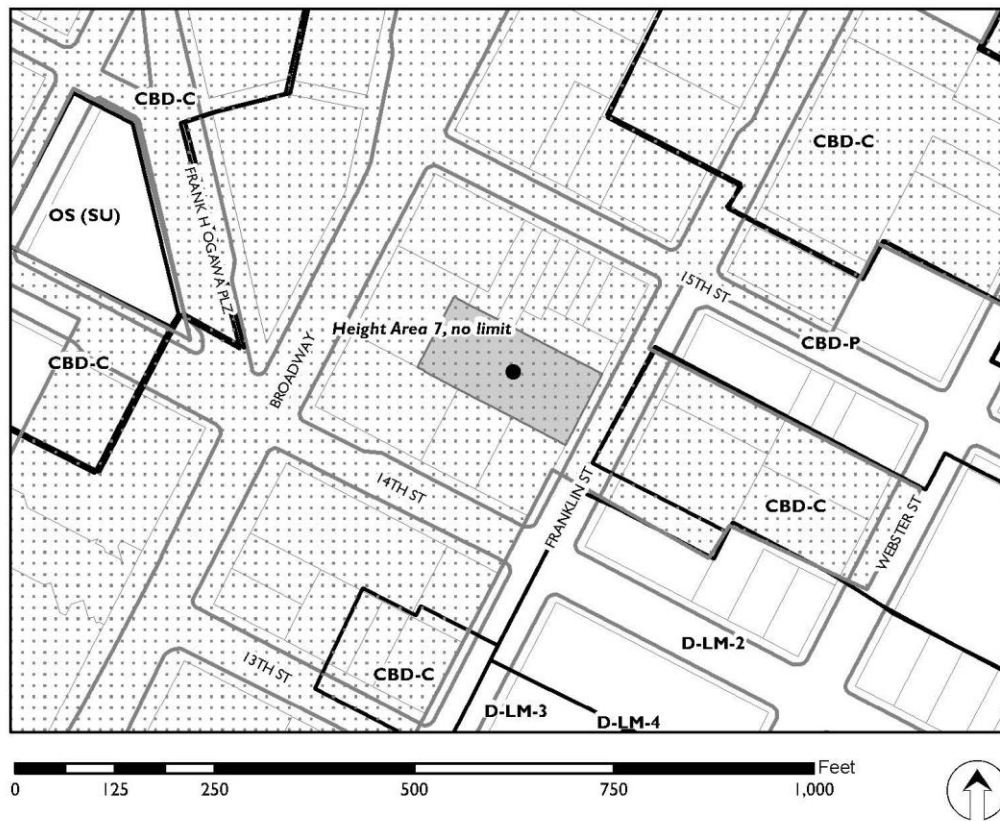 CBD-C
CBD-C
OS (SU)
FRANK H OGAWA PLZ
15TH ST
Height Area 7, no limit
CBD-P
CBD-C
BROADWAY
14TH ST
FRANKLIN ST
CBD-C
WEBSTER ST
D-LM-2
13TH ST
CBD-C
D-LM-3
D-LM-4
Feet
0 125 250 500 750 1,000